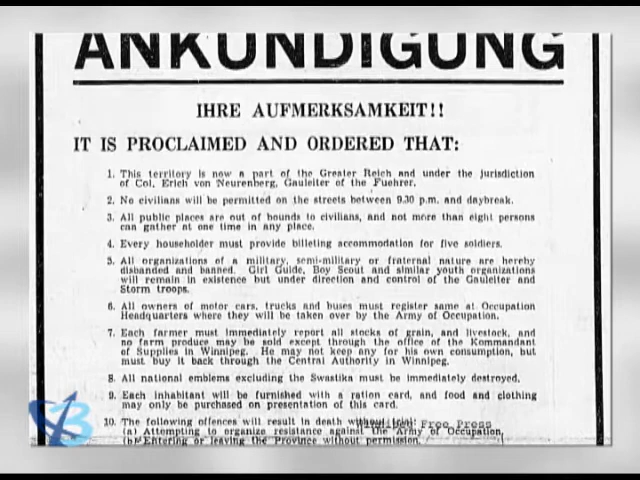 ANKÜNDIGUNG
IHRE AUFMERKSAMKEIT!!
IT IS PROCLAIMED AND ORDERED THAT:
1. This territory is now a part of the Greater Reich and under the jurisdiction
of Col. Erich von Neurenberg, Gauleiter of the Fuehrer.
2. No civilians will be permitted on the streets between 9.30 p.m. and daybreak.
3. All public places are out of bounds to civilians, and not more than eight persons
can gather at one time in any place.
4. Every householder must provide billeting accommodation for five soldiers.
5. All organizations of a military, semi-military or fraternal nature are hereby
disbanded and banned. Girl Guide, Boy Scout and similar youth organizations
will remain in existence but under direction and control of the Gauleiter and
Storm troops.
6. All owners of motor cars, trucks and buses must register same at Occupation
Headquarters where they will be taken over by the Army of Occupation.
7. Each farmer must immediately report all stocks of grain, and livestock, and
no farm produce may be sold except through the office of the Kommandant
of Supplies in Winnipeg. He may not keep any for his own consumption, but
must buy it back through the Central Authority in Winnipeg.
8. All national emblems excluding the Swastika must be immediately destroyed.
9. Each inhabitant will be furnished with a ration card, and food and clothing
may only be purchased on presentation of this card.
10. The following offences will result in death without trial:
Free Press
(a) Attempting to organize resistance against the Army of Occupation,
(b) Entering or leaving the Province without permission.